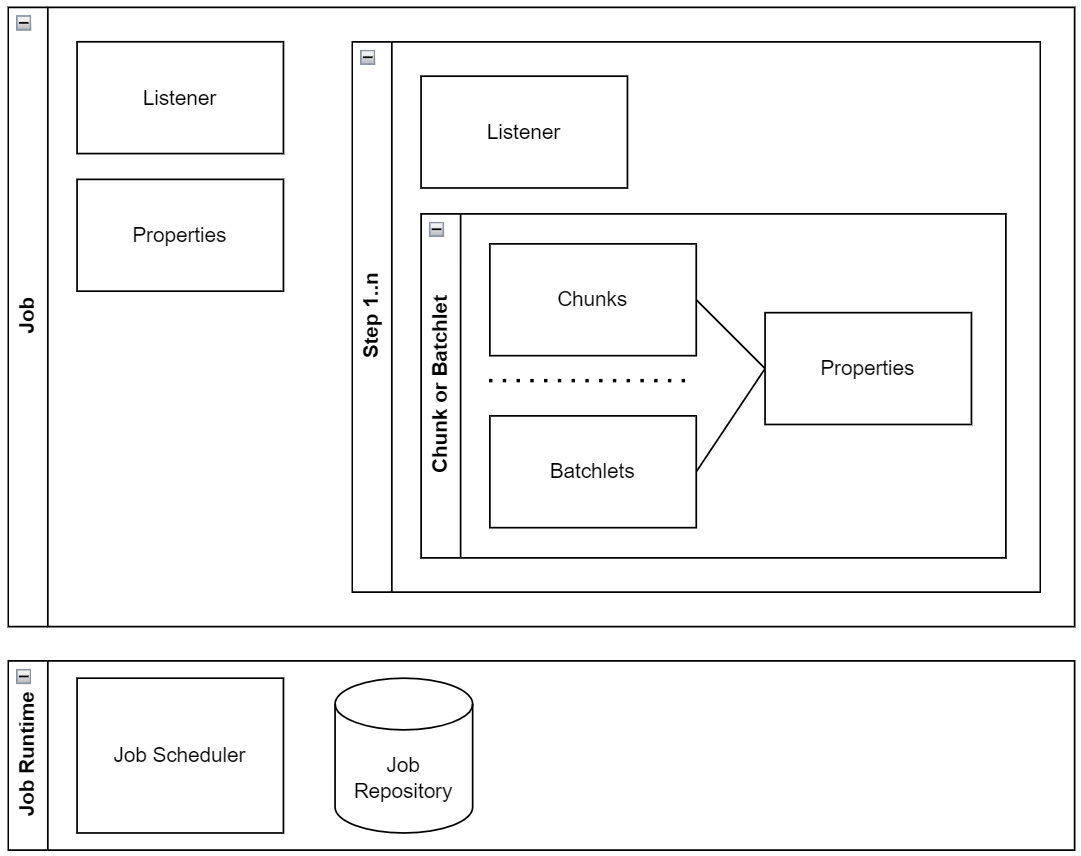 Job
Listener
Properties
Step 1..n
Listener
Chunk or Batchlet
Chunks
Batchlets
Properties
Job Runtime
Job Scheduler
Job
Repository